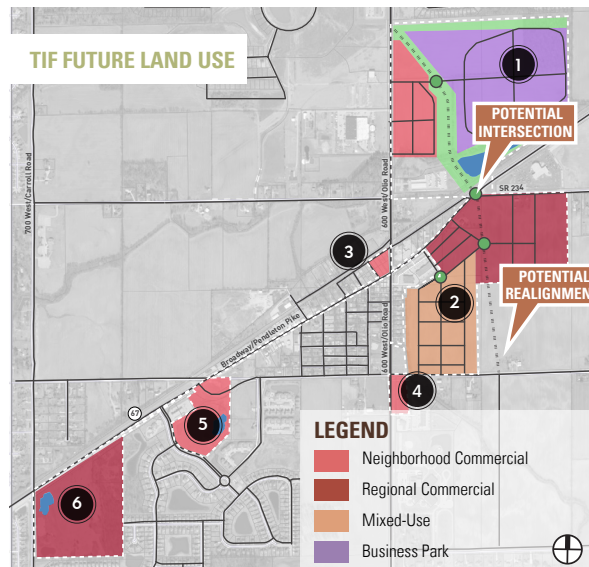 TIF FUTURE LAND USE
1
POTENTIAL
INTERSECTION
700 West/Carroll Road
600 West/Olio Road
SR 234
3
2
POTENTIAL
REALIGNMEN
Broadway/Pendleton Pike
600 West/Olio Road
4
67
5
6
LEGEND
Neighborhood Commercial
Regional Commercial
Mixed-Use
Business Park